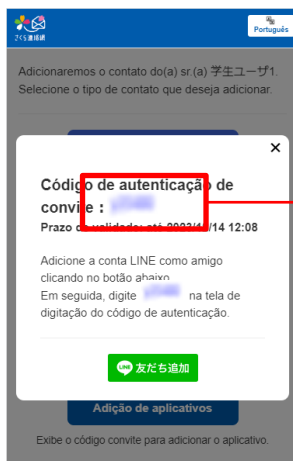 さくら連絡網
Português
Adicionaremos o contato do(a) sr.(a) 学生ユーザ1.
Selecione o tipo de contato que deseja adicionar.
×
Código de autenticação de
convite :
Prazo de validade: até 2023/ /14 12:08
Adicione a conta LINE como amigo
clicando no botão abaixo
Em seguida, digite na tela de
digitação do código de autenticação.
LINE 友だち追加
Adição de aplicativos
Exibe o código convite para adicionar o aplicativo.